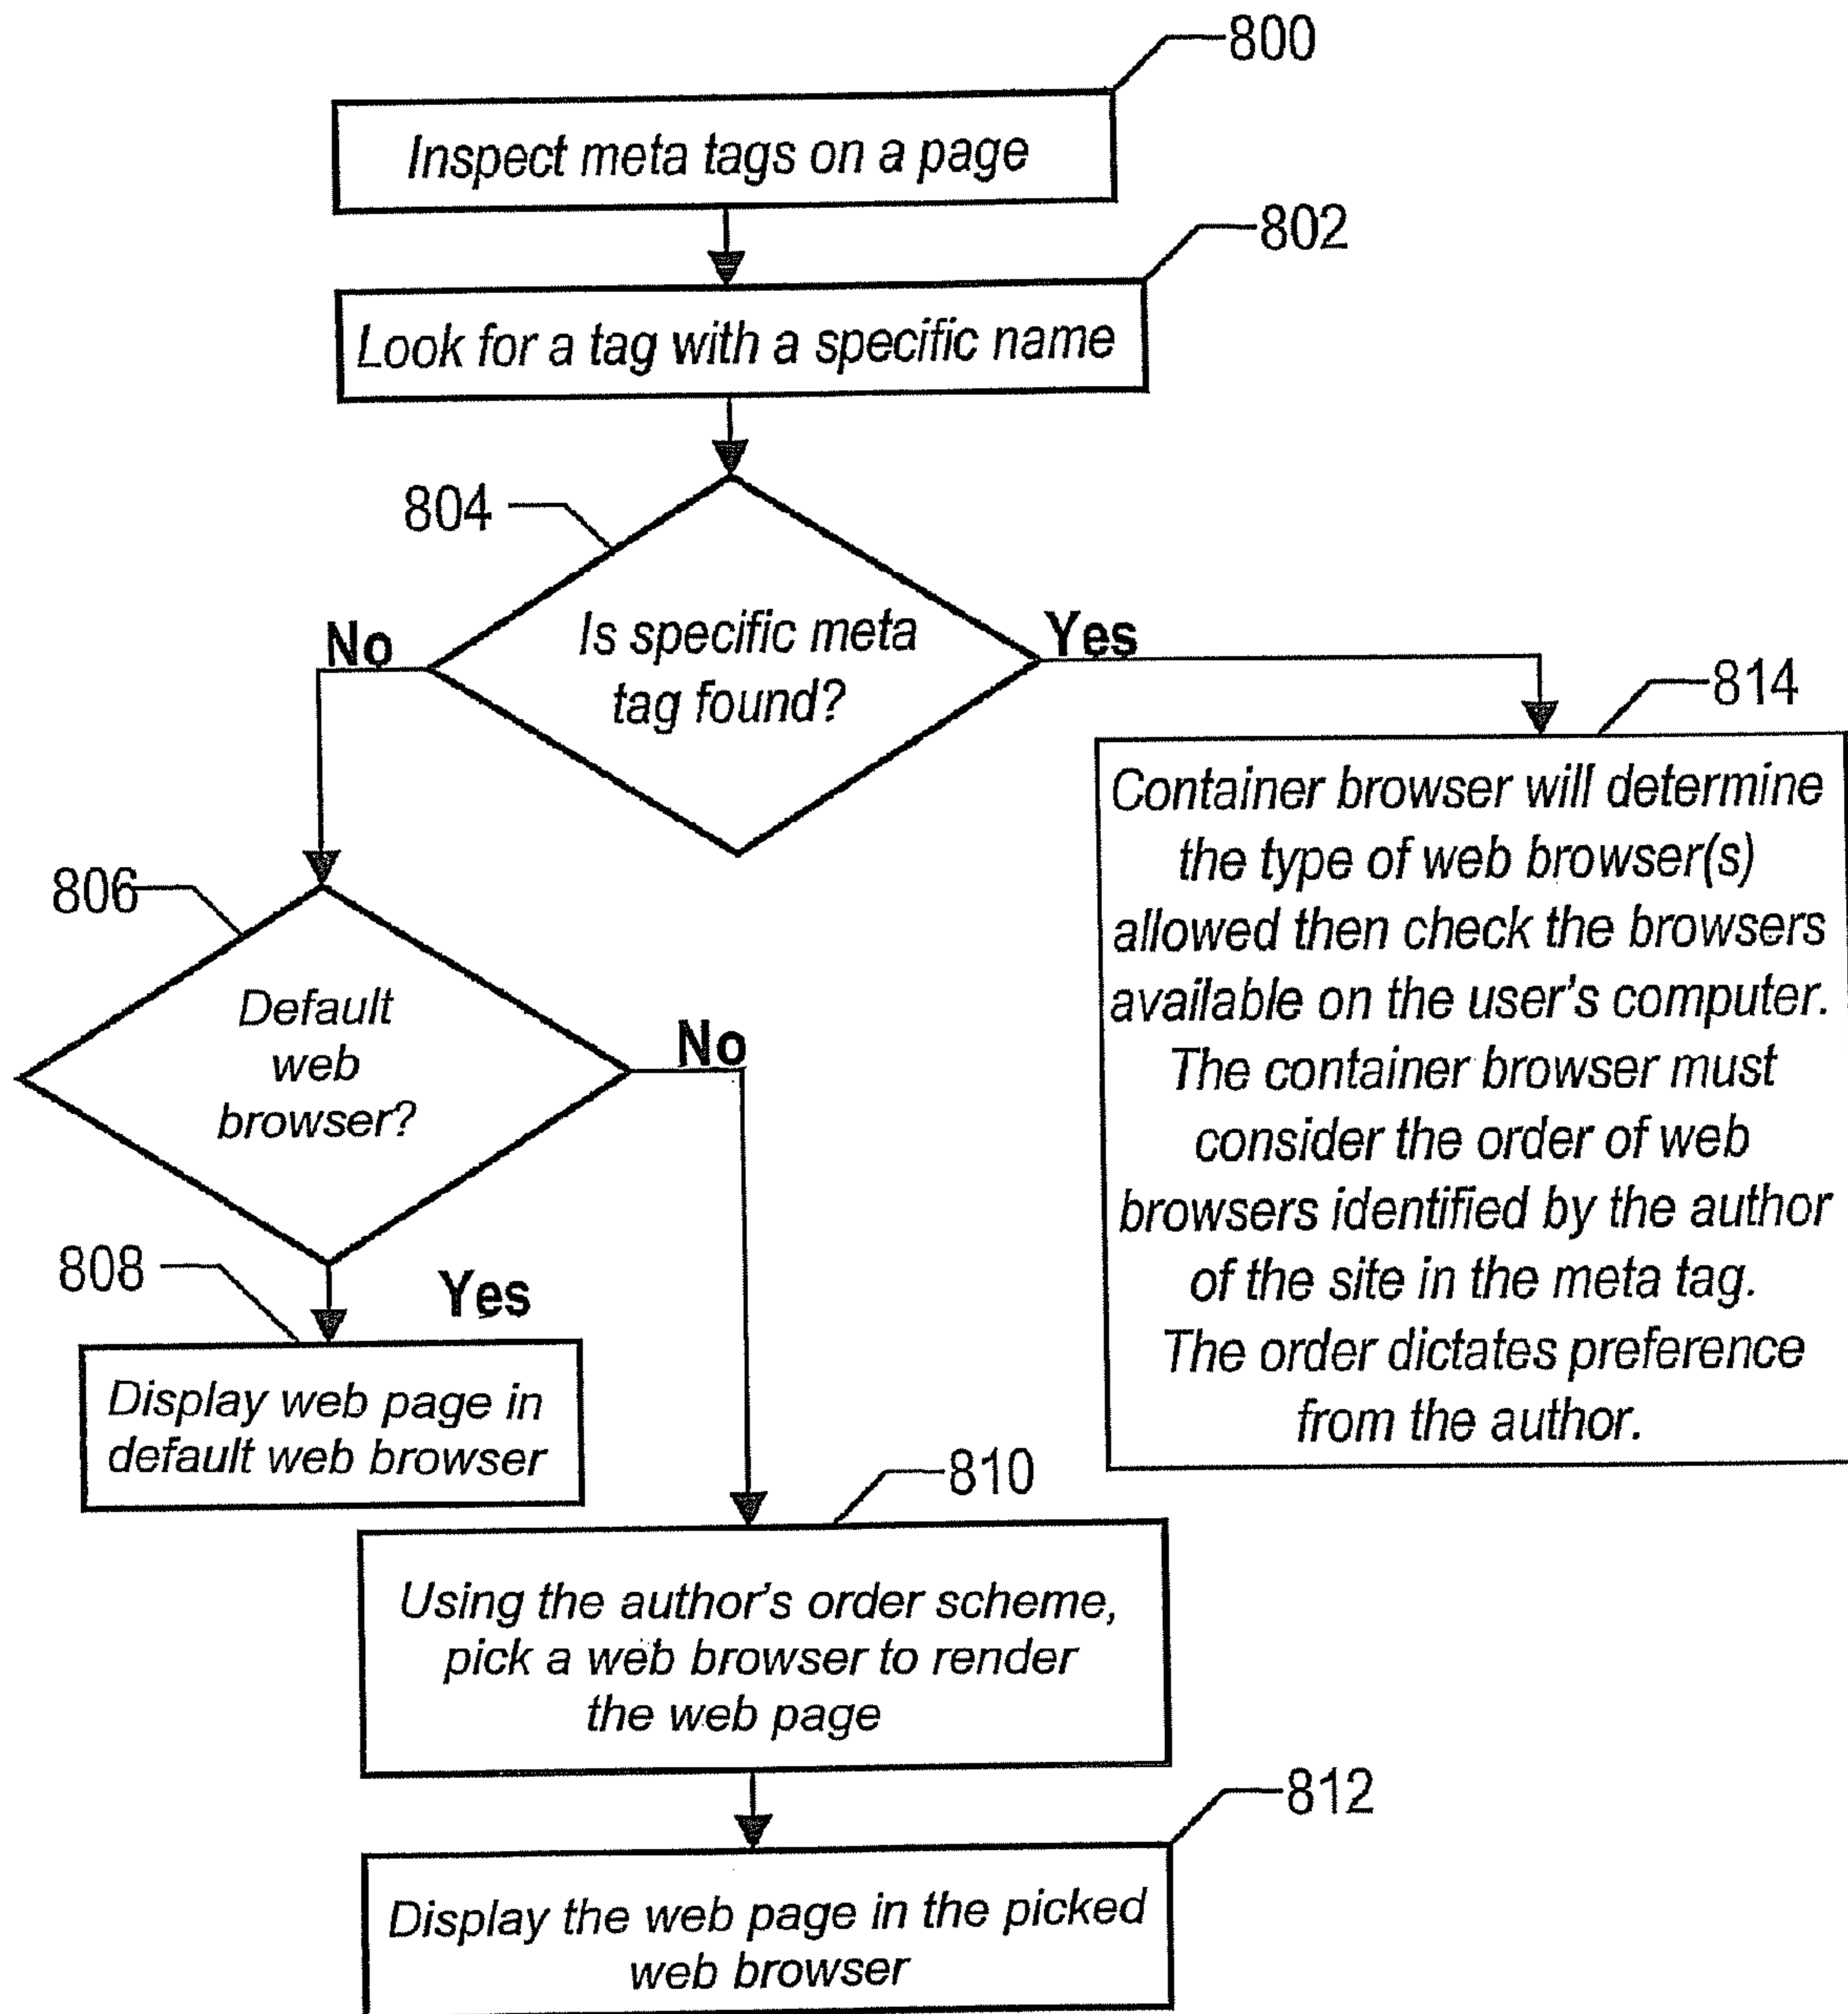 800
Inspect meta tags on a page
802
Look for a tag with a specific name
804
Is specific meta
tag found?
No
Yes
814
Container browser will determine
the type of web browser(s)
allowed then check the browsers
available on the user's computer.
The container browser must
consider the order of web
browsers identified by the author
of the site in the meta tag.
The order dictates preference
from the author.
806
Default
web
browser?
No
808
Yes
Display web page in
default web browser
810
Using the author's order scheme,
pick a web browser to render
the web page
812
Display the web page in the picked
web browser